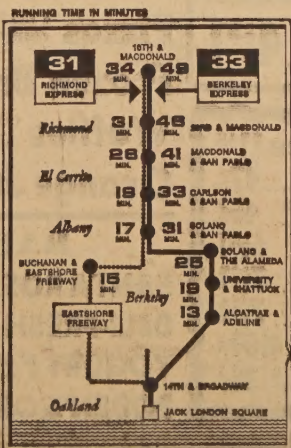 RUNNING TIME IN MINUTES
16TH &
MACDONALD
31
34
MIN.
49
MIN.
33
RICHMOND
EXPRESS
BERKELEY
EXPRESS
Richmond
31
MIN.
46
MIN.
& MACDONALD
28
MIN.
41
MIN.
MACDONALD
& SAN PABLO
El Cerrito
19
MIN.
33
MIN.
CARLSON
& SAN PABLO
Albany
17
MIN.
31
MIN.
SOLANO
& SAN PABLO
25
MIN.
SOLANO &
THE ALAMEDA
BUCHANAN &
EASTSHORE
FREEWAY
15
MIN.
Berkeley
19
MIN.
UNIVERSITY
& SHATTUCK
13
MIN.
ALCATRAZ &
ADELINE
EASTSHORE
FREEWAY
14TH & BROADWAY
Oakland
JACK LONDON SQUARE